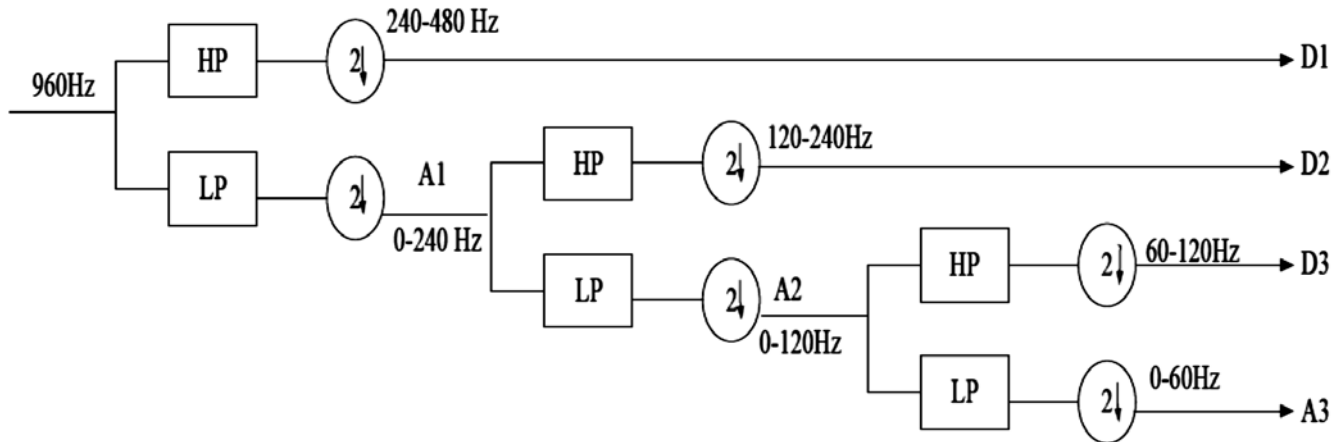 240-480 Hz
HP
2↓
D1
960Hz
120-240Hz
LP
2↓
A1
HP
2↓
D2
0-240 Hz
60-120Hz
HP
2↓
D3
LP
2↓
A2
0-120Hz
0-60Hz
LP
2↓
A3